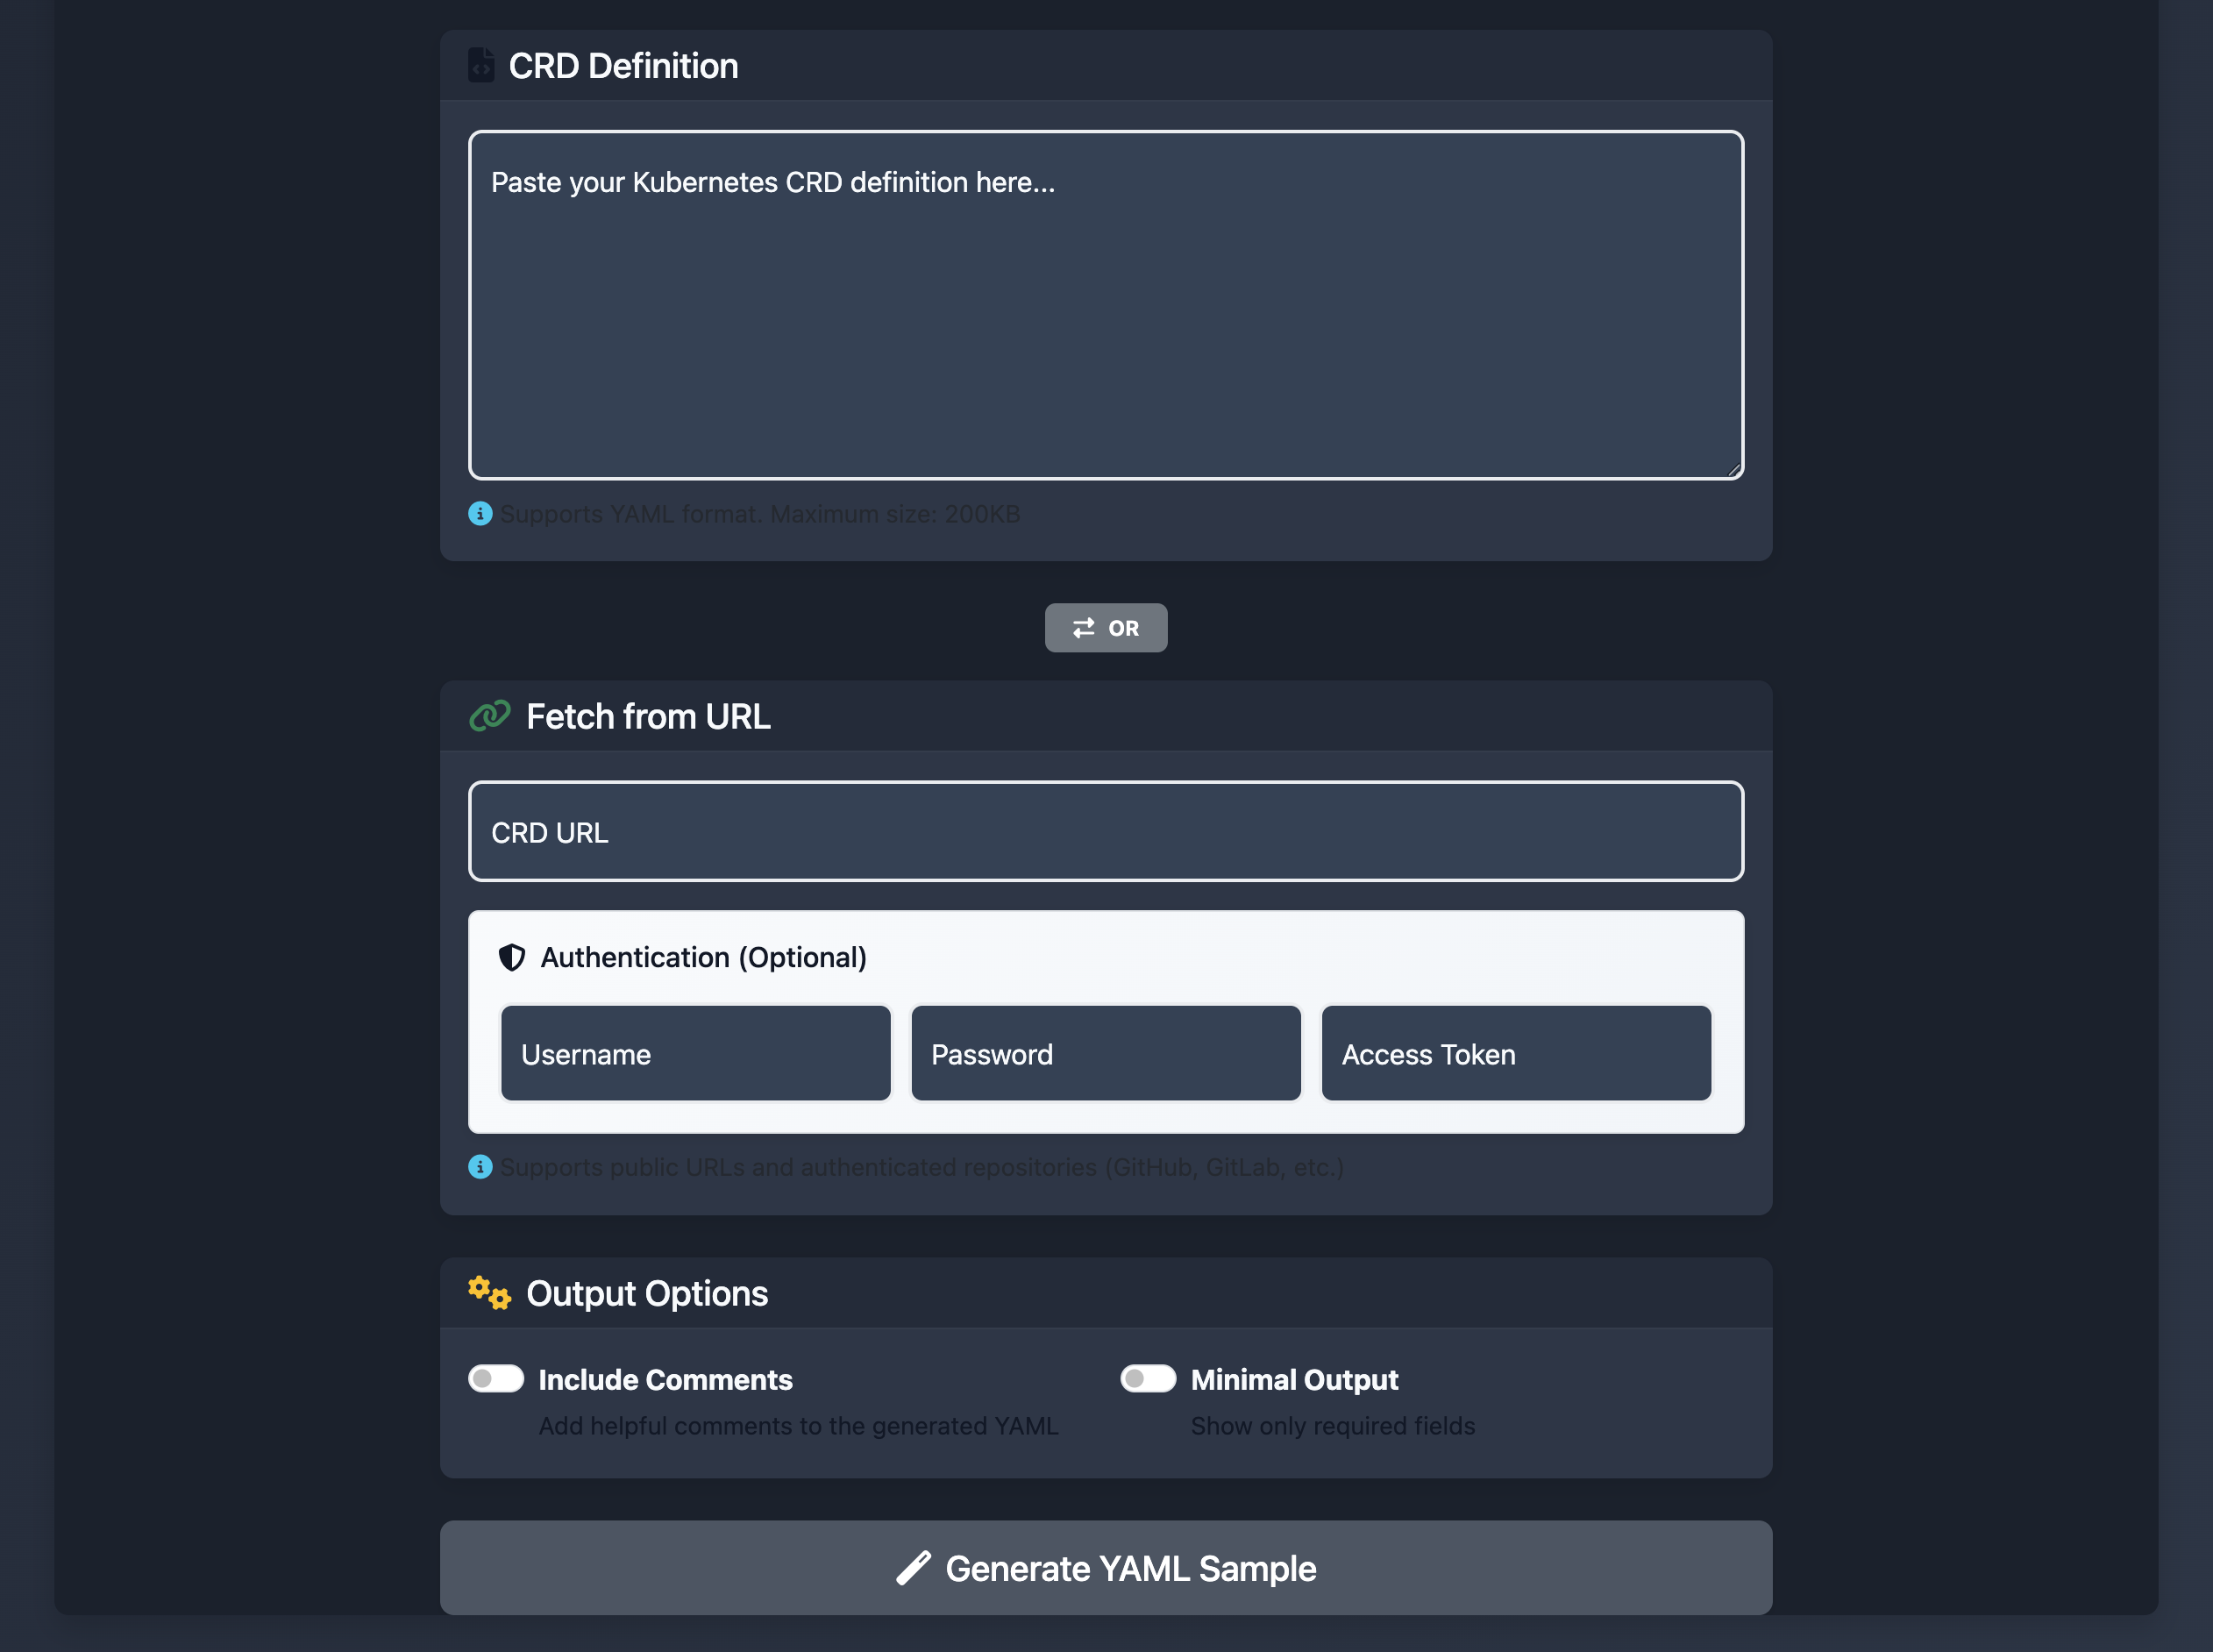 CRD Definition
Paste your Kubernetes CRD definition here...
Supports YAML format. Maximum size: 200KB
OR
Fetch from URL
CRD URL
Authentication (Optional)
Username
Password
Access Token
Supports public URLs and authenticated repositories (GitHub, GitLab, etc.)
Output Options
Include Comments
Add helpful comments to the generated YAML
Minimal Output
Show only required fields
Generate YAML Sample